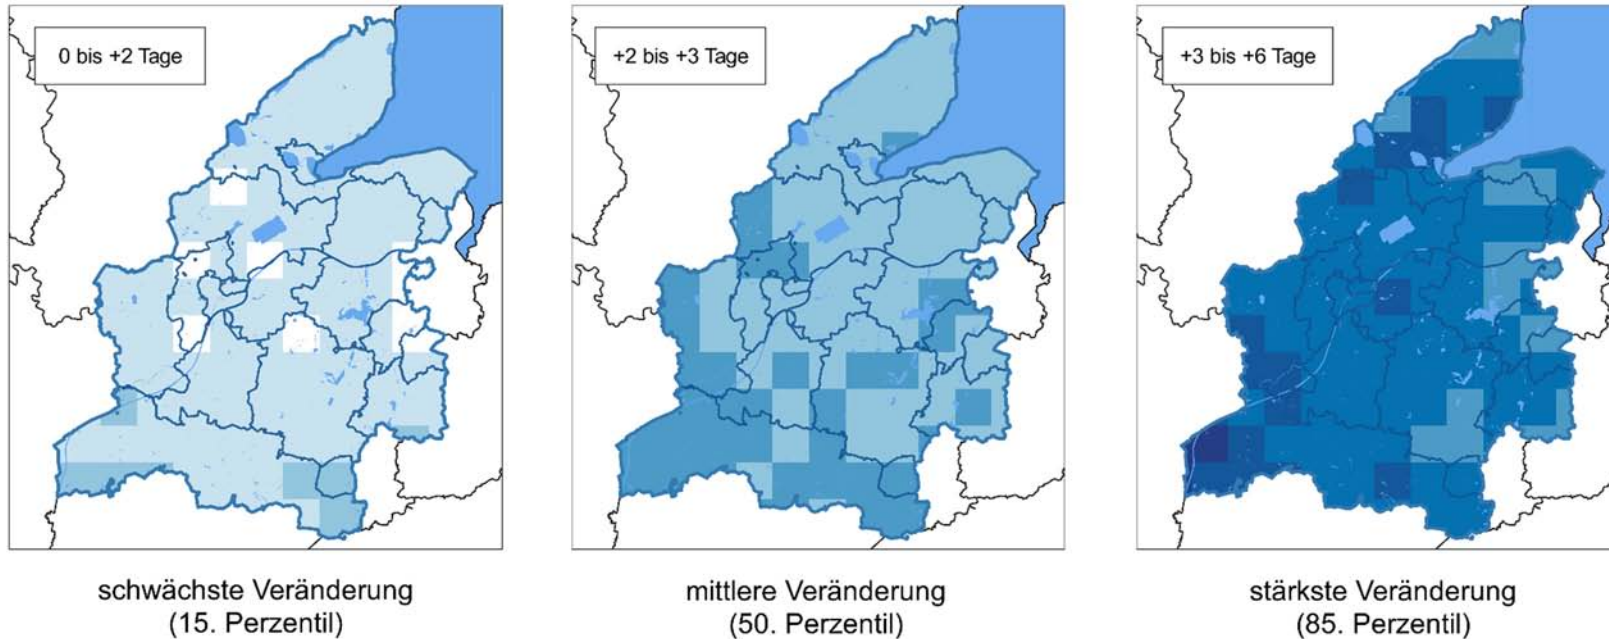 0 bis +2 Tage
+2 bis +3 Tage
+3 bis +6 Tage
schwächste Veränderung
(15. Perzentil)
mittlere Veränderung
(50. Perzentil)
stärkste Veränderung
(85. Perzentil)